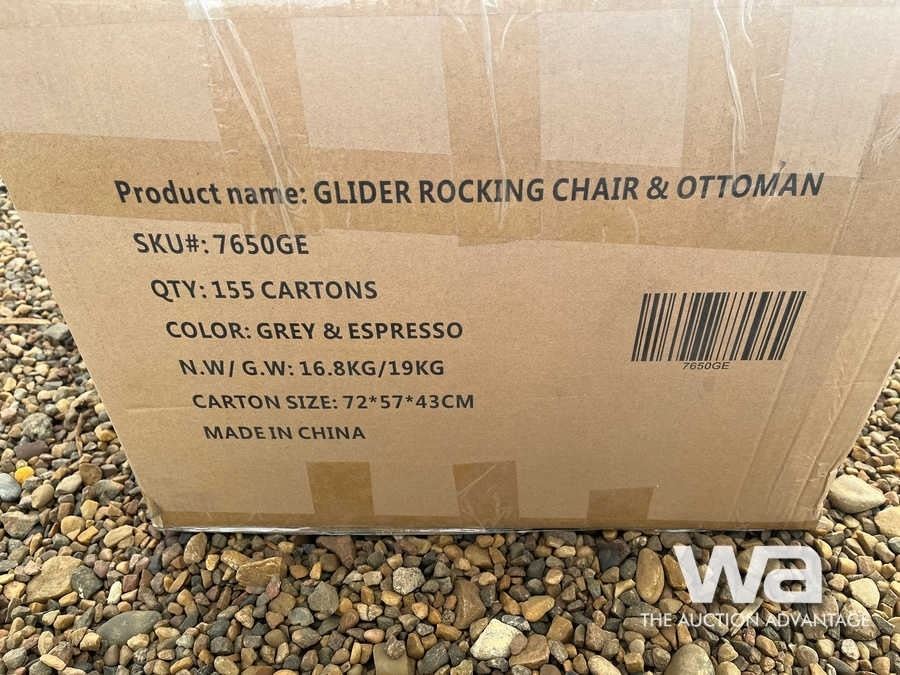 Product name: GLIDER ROCKING CHAIR & OTTOMAN
SKU#: 7650GE
QTY: 155 CARTONS
COLOR: GREY & ESPRESSO
N.W/ G.W: 16.8KG/19KG
CARTON SIZE: 72*57*43CM
MADE IN CHINA
7650GE
wa
THE AUCTION ADVANTAGE